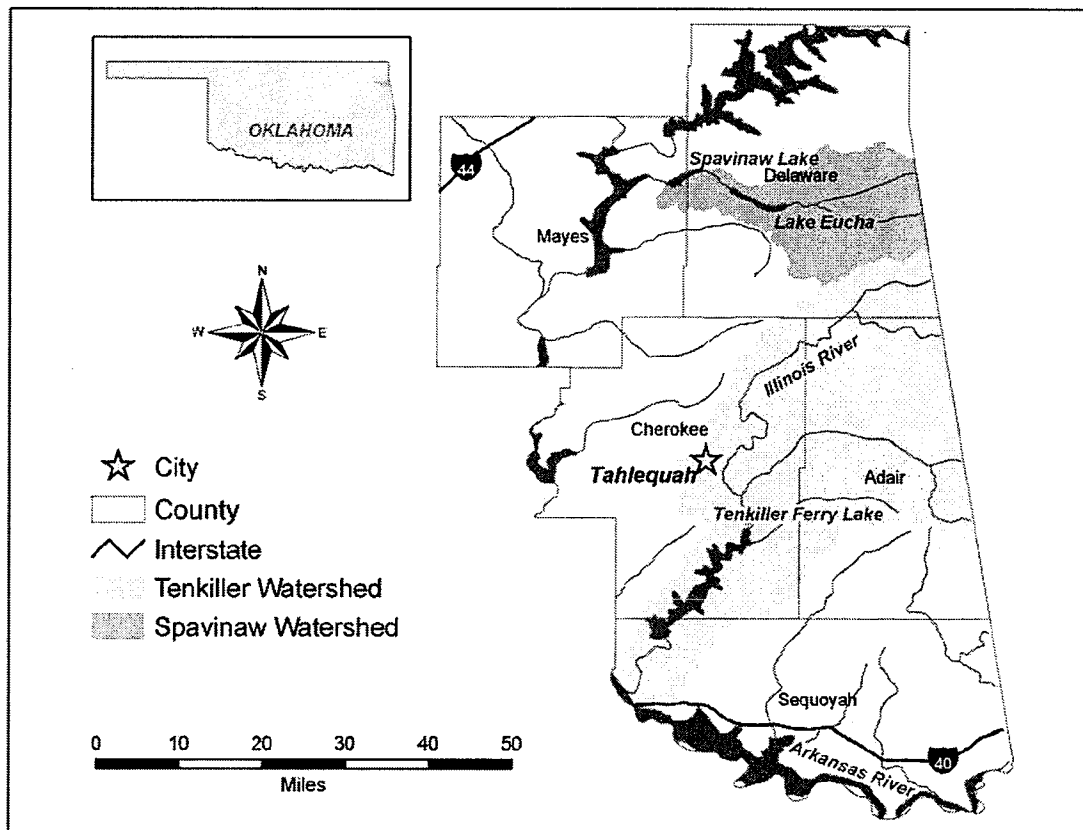 OKLAHOMA
44
Spavinaw Lake
Delaware
Lake Eucha
Mayes
N
W
E
S
Illinois River
Cherokee
Tahlequah
Adair
Tenkiller Ferry Lake
City
County
Interstate
Tenkiller Watershed
Spavinaw Watershed
Sequoyah
Arkansas River
40
0 10 20 30 40 50
Miles